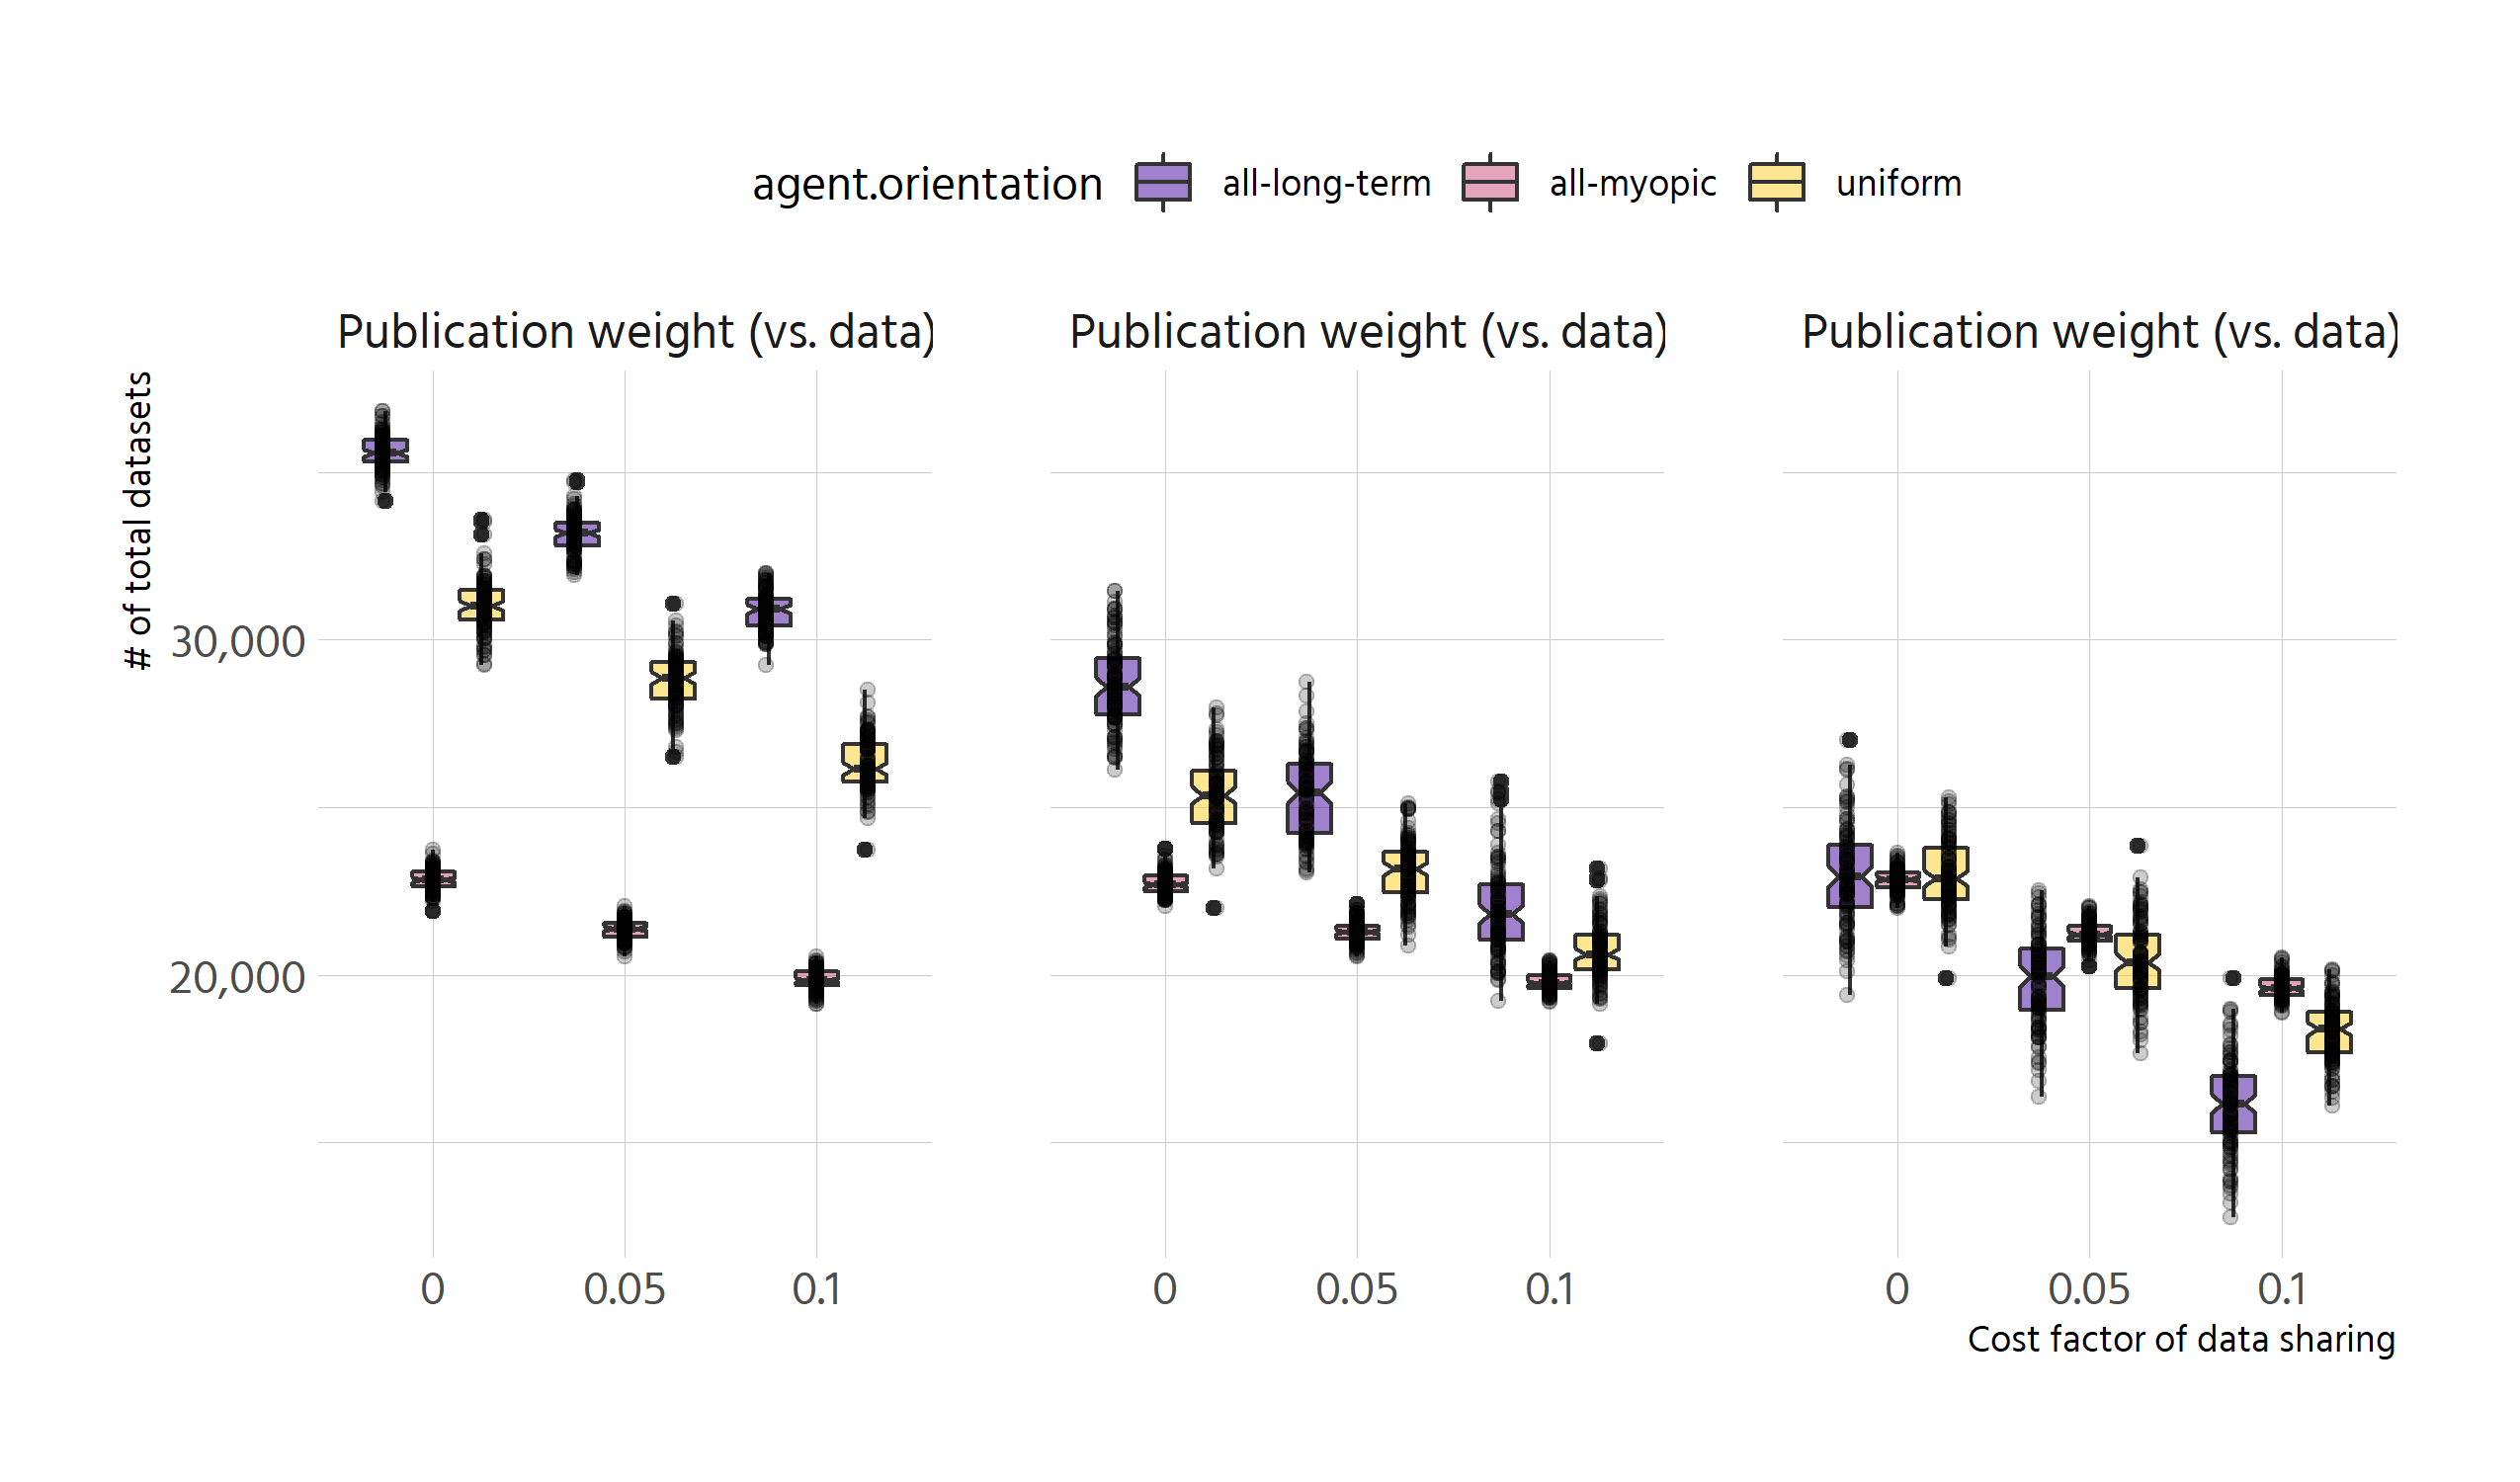 agent.orientation all-long-term all-myopic uniform
Publication weight (vs. data) Publication weight (vs. data) Publication weight (vs. data)
# of total datasets
30,000
20,000
0 0.05 0.1 0 0.05 0.1 0 0.05 0.1
Cost factor of data sharing